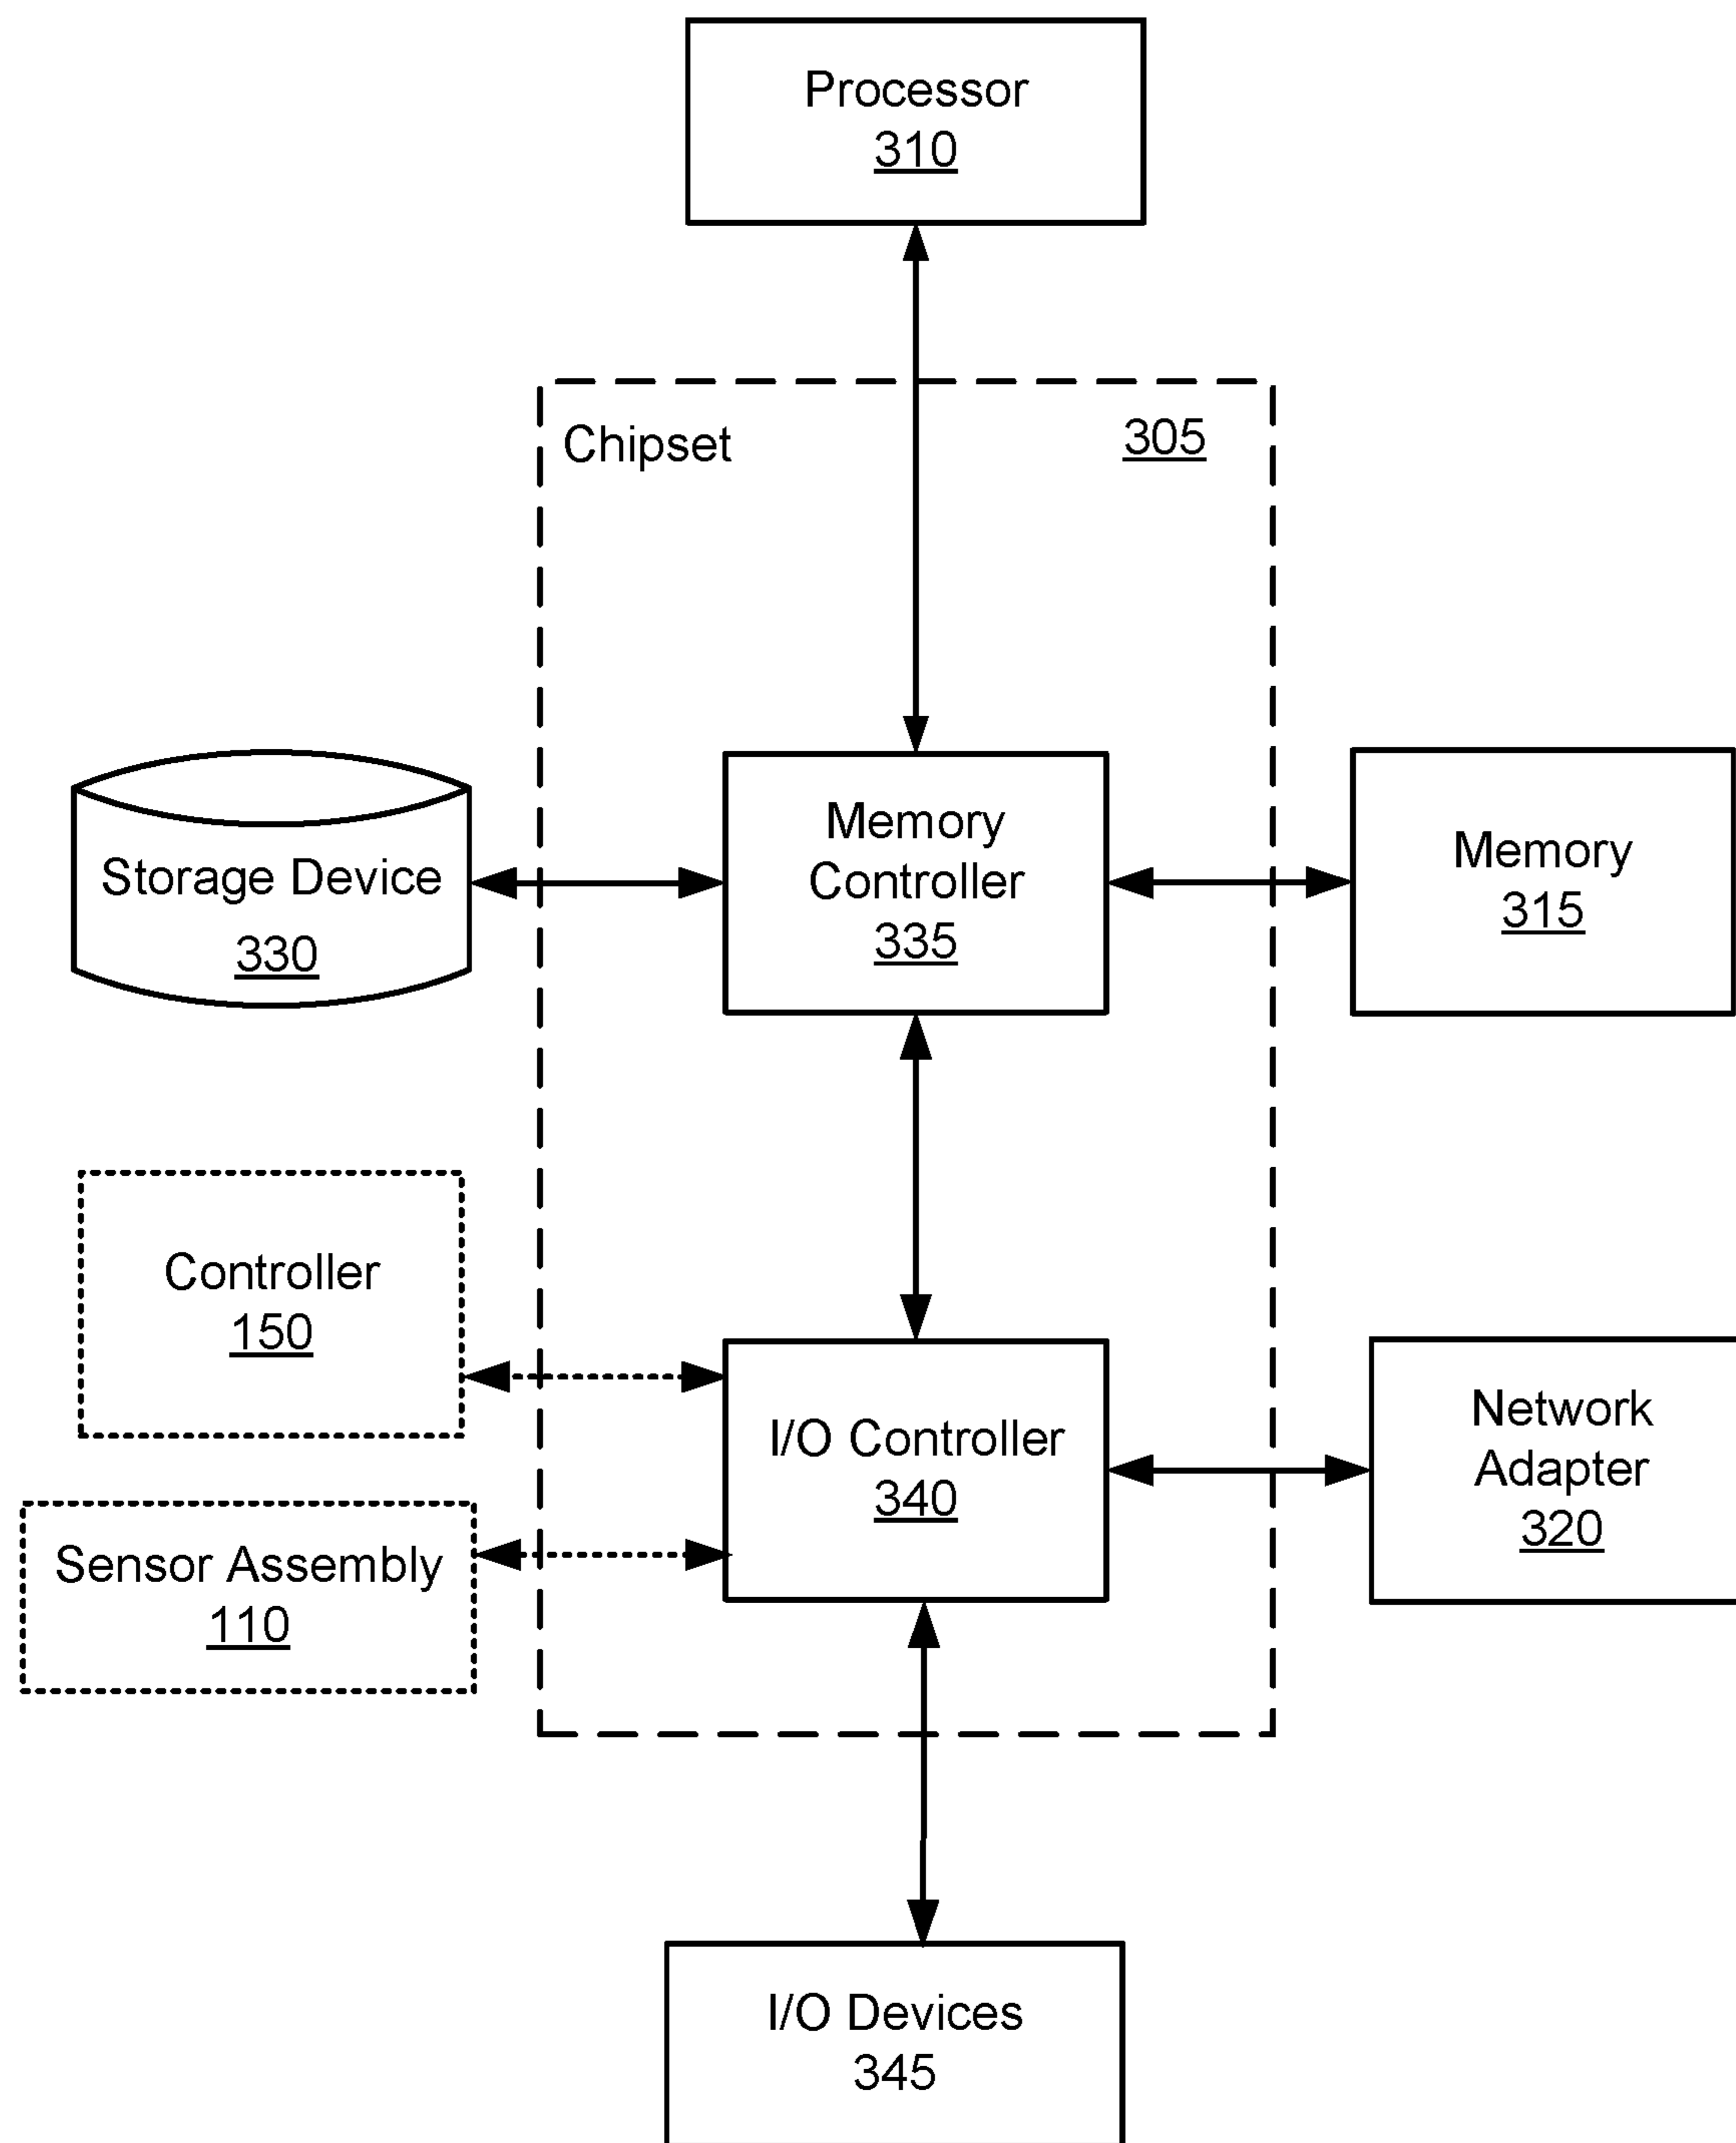 Processor
310
Chipset
305
Storage Device
330
Memory
Controller
335
Memory
315
Controller
150
I/O Controller
340
Network
Adapter
320
Sensor Assembly
110
I/O Devices
345